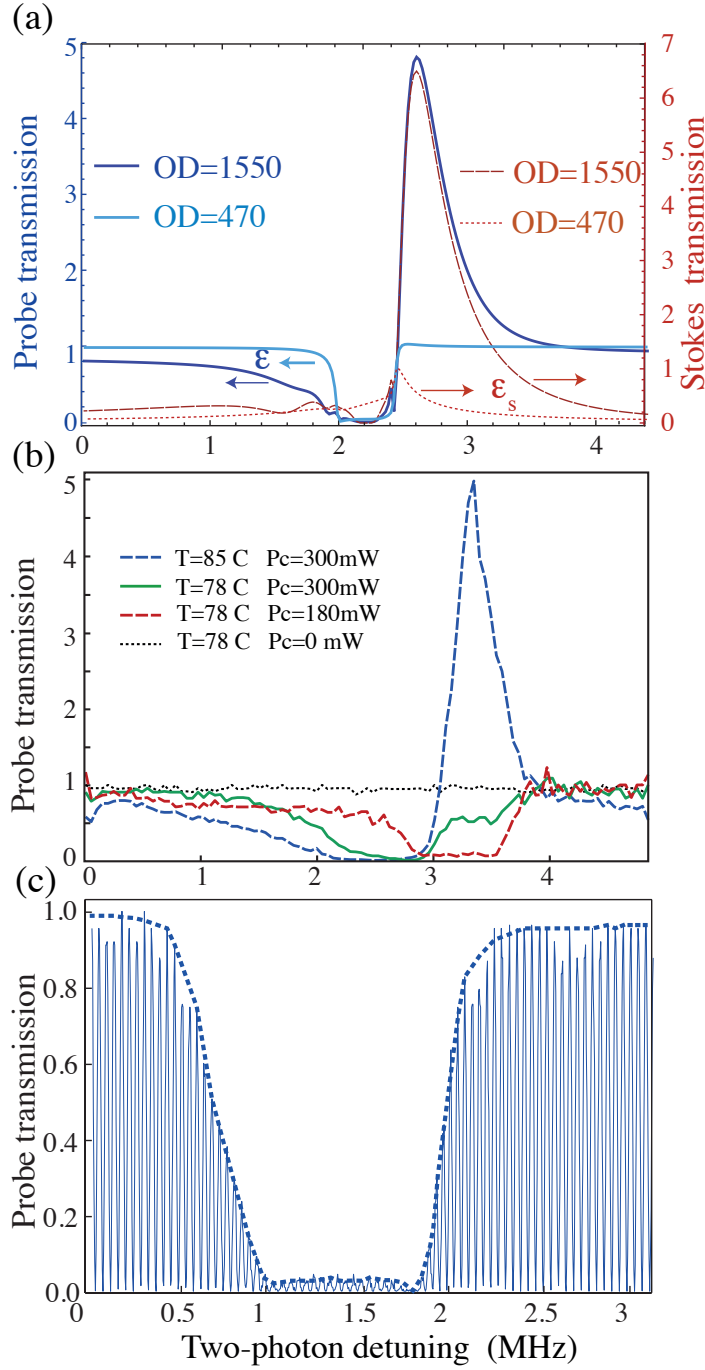 (a)
5
4
3
2
1
0
Probe transmission
7
6
5
4
3
2
1
0
Stokes transmission
OD=1550
OD=470
OD=1550
OD=470
ε
εs
0 1 2 3 4
(b)
5
4
3
2
1
0
Probe transmission
T=85 C Pc=300mW
T=78 C Pc=300mW
T=78 C Pc=180mW
T=78 C Pc=0 mW
0 1 2 3 4
(c)
1.0
0.8
0.6
0.4
0.2
0.0
Probe transmission
0 0.5 1 1.5 2 2.5 3
Two-photon detuning (MHz)